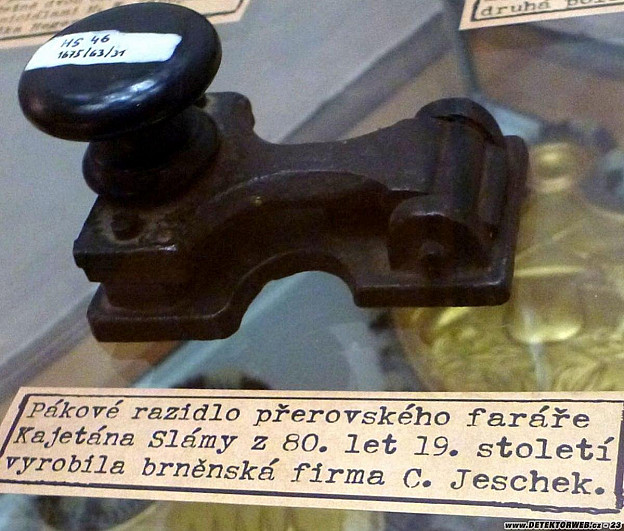 druhá
HS 46
1675/63/31
Pákové razidlo přerovského faráře
Kajetána Slámy z 80. let 19. století
vyrobila brněnská firma C. Jeschek.
www.DETEKTORWEB.cz 23